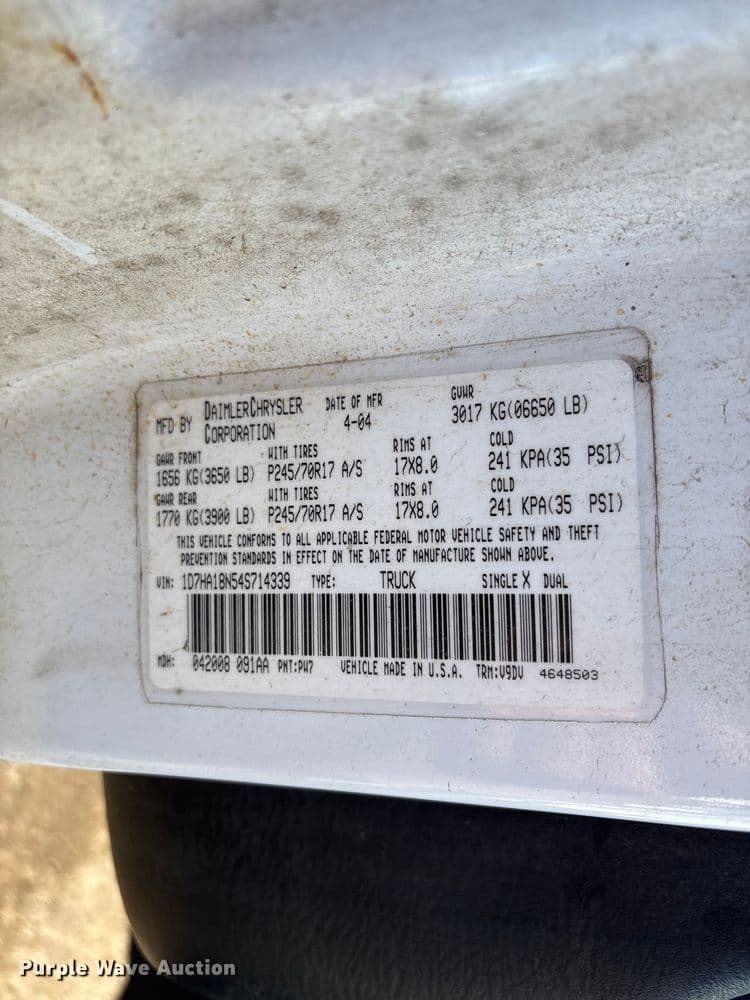 MFD BY DAIMLERCHRYSLER CORPORATION DATE OF MFR 4-04 GVWR 3017 KG(06650 LB)
GAWR FRONT WITH TIRES RIMS AT COLD
1656 KG(3650 LB) P245/70R17 A/S 17X8.0 241 KPA(35 PSI)
GAWR REAR WITH TIRES RIMS AT COLD
1770 KG(3900 LB) P245/70R17 A/S 17X8.0 241 KPA(35 PSI)
THIS VEHICLE CONFORMS TO ALL APPLICABLE FEDERAL MOTOR VEHICLE SAFETY AND THEFT
PREVENTION STANDARDS IN EFFECT ON THE DATE OF MANUFACTURE SHOWN ABOVE.
VIN: 1D7HA18N54S714339 TYPE: TRUCK SINGLE X DUAL
MDH: 042008 091AA PNT:PW7 VEHICLE MADE IN U.S.A. TRM:V9DV 4648503
Purple Wave Auction